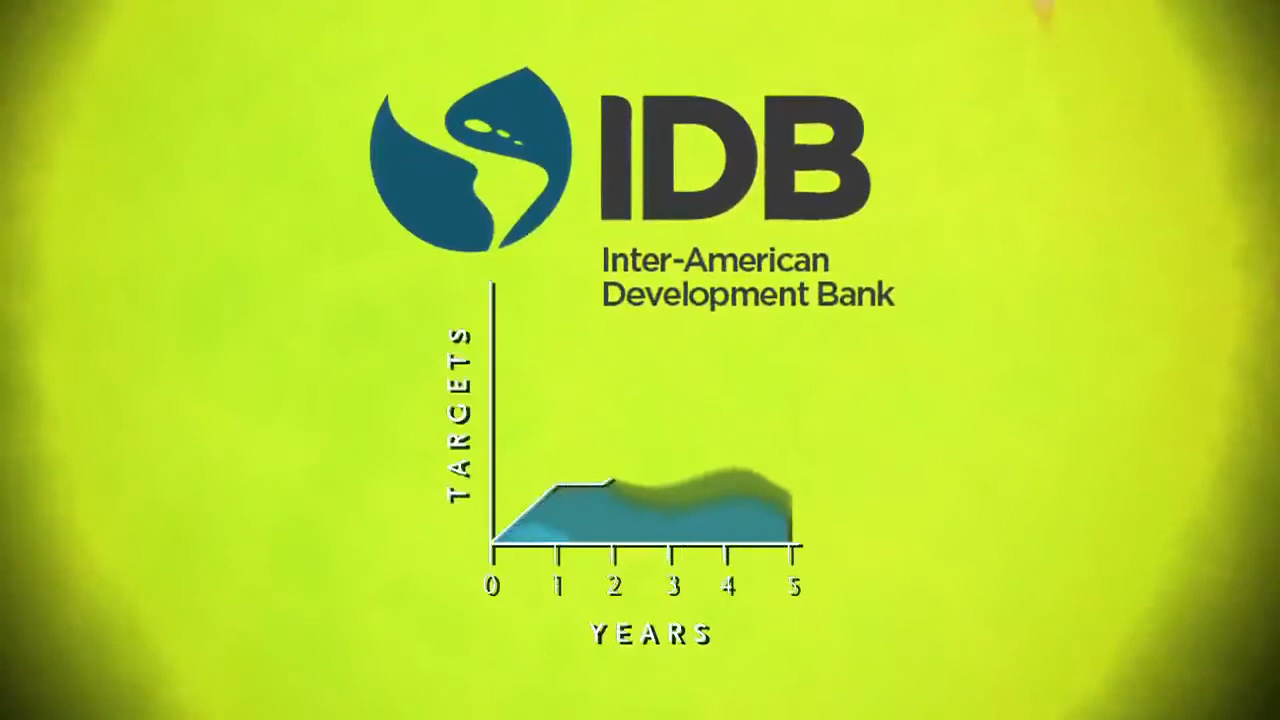 IDB
Inter-American
Development Bank
TARGETS
0 1 2 3 4 5
YEARS